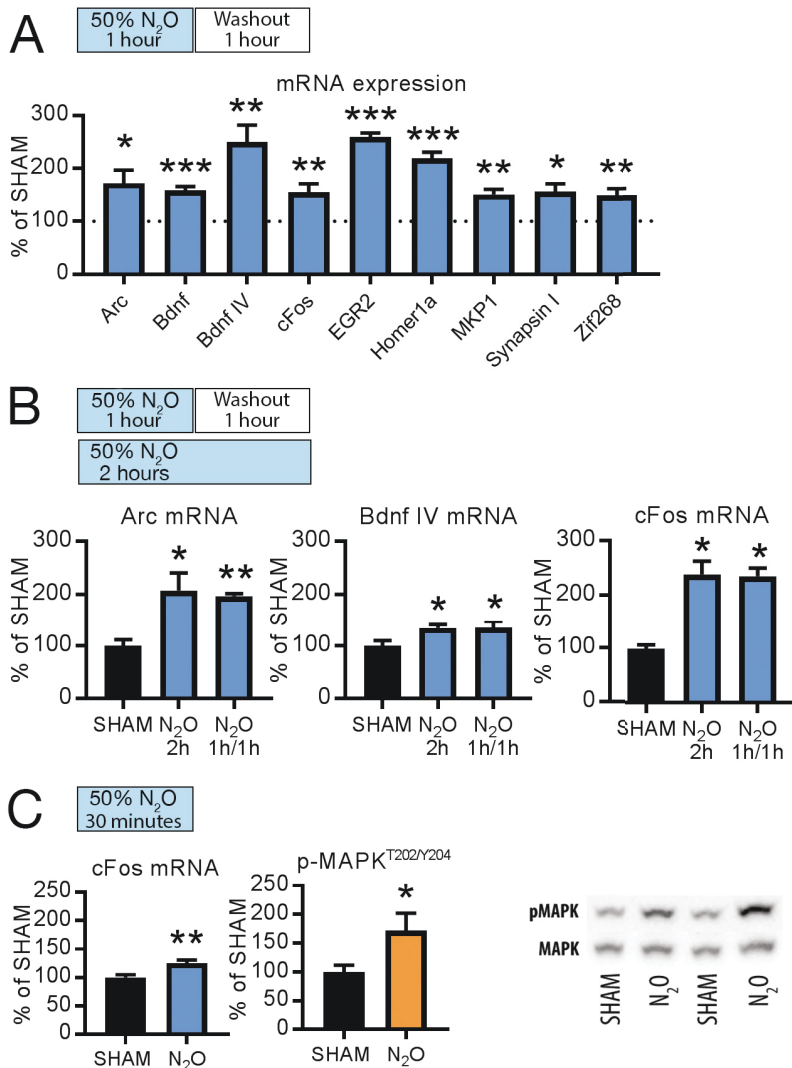 A
50% N₂O
1 hour
Washout
1 hour
mRNA expression
% of SHAM
300
200
100
0
*
***
**
**
***
***
**
*
**
Arc
Bdnf
Bdnf IV
cFos
EGR2
Homer1a
MKP1
Synapsin I
Zif268
B
50% N₂O
1 hour
Washout
1 hour
50% N₂O
2 hours
Arc mRNA
% of SHAM
300
200
100
0
*
**
SHAM
N₂O
2h
N₂O
1h/1h
Bdnf IV mRNA
% of SHAM
300
200
100
0
*
*
SHAM
N₂O
2h
N₂O
1h/1h
cFos mRNA
% of SHAM
300
200
100
0
*
*
SHAM
N₂O
2h
N₂O
1h/1h
C
50% N₂O
30 minutes
cFos mRNA
% of SHAM
250
200
150
100
50
0
**
SHAM
N₂O
p-MAPKT202/Y204
% of SHAM
250
200
150
100
50
0
*
SHAM
N₂O
pMAPK
MAPK
SHAM
N₂O
SHAM
N₂O